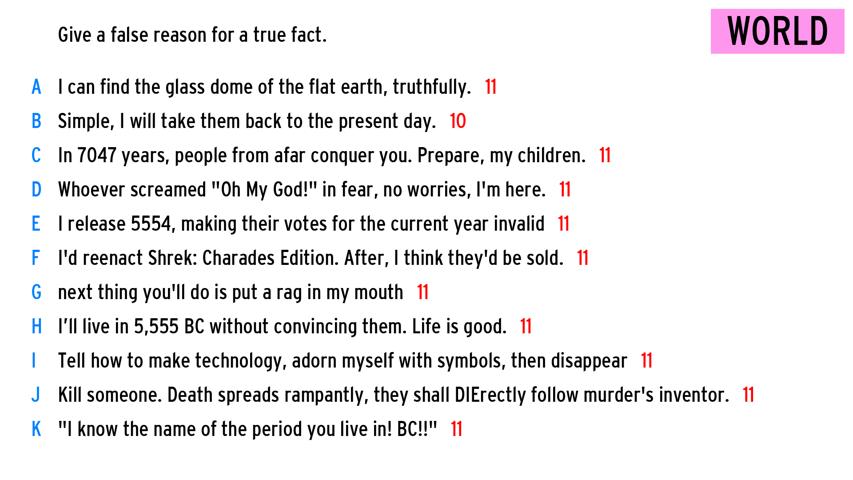 Give a false reason for a true fact.
WORLD
A I can find the glass dome of the flat earth, truthfully. 11
B Simple, I will take them back to the present day. 10
C In 7047 years, people from afar conquer you. Prepare, my children. 11
D Whoever screamed "Oh My God!" in fear, no worries, I'm here. 11
E I release 5554, making their votes for the current year invalid 11
F I'd reenact Shrek: Charades Edition. After, I think they'd be sold. 11
G next thing you'll do is put a rag in my mouth 11
H I’ll live in 5,555 BC without convincing them. Life is good. 11
I Tell how to make technology, adorn myself with symbols, then disappear 11
J Kill someone. Death spreads rampantly, they shall DIErectly follow murder's inventor. 11
K "I know the name of the period you live in! BC!!" 11